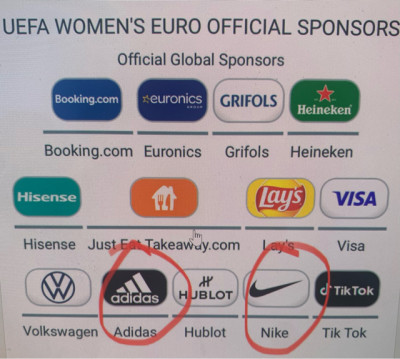 UEFA WOMEN'S EURO OFFICIAL SPONSORS
Official Global Sponsors
Booking.com euronics GROUP GRIFOLS Heineken
Booking.com Euronics Grifols Heineken
Hisense Lay's VISA
Hisense Just Eat Takeaway.com Lay's Visa
adidas HUBLOT TikTok
Volkswagen Adidas Hublot Nike Tik Tok